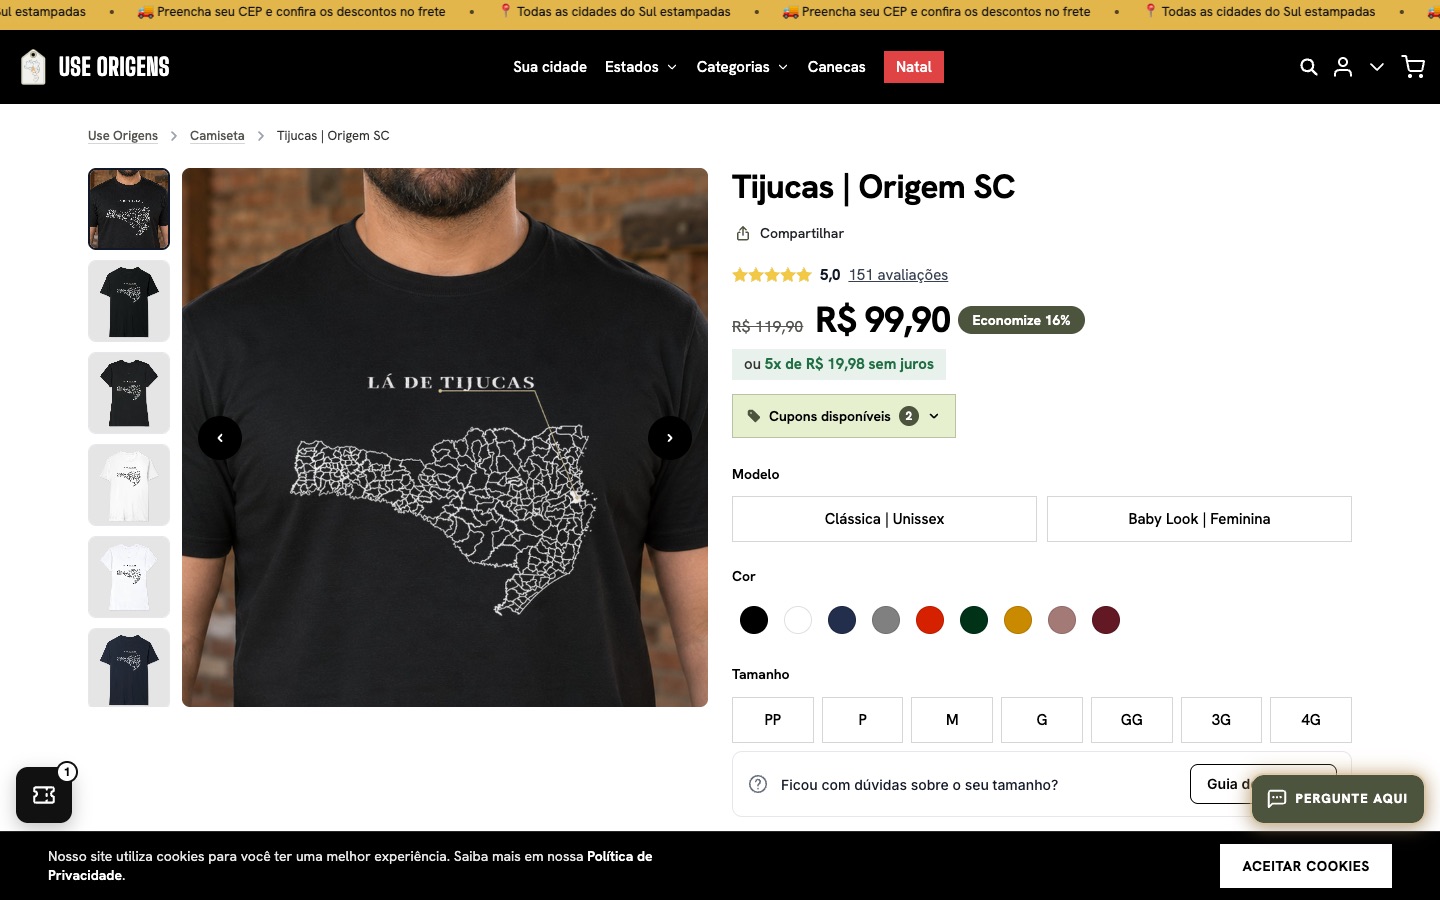 Sul estampadas • 🚚 Preencha seu CEP e confira os descontos no frete • 📍 Todas as cidades do Sul estampadas • 🚚 Preencha seu CEP e confira os descontos no frete • 📍 Todas as cidades do Sul estampadas •
USE ORIGENS
Sua cidade
Estados
Categorias
Canecas
Natal
Use Origens > Camiseta > Tijucas | Origem SC
LÁ DE TIJUCAS
Tijucas | Origem SC
Compartilhar
5,0 151 avaliações
R$ 119,90 R$ 99,90 Economize 16%
ou 5x de R$ 19,98 sem juros
Cupons disponíveis 2
Modelo
Clássica | Unissex
Baby Look | Feminina
Cor
Tamanho
PP P M G GG 3G 4G
Ficou com dúvidas sobre o seu tamanho?
Guia
PERGUNTE AQUI
1
Nosso site utiliza cookies para você ter uma melhor experiência. Saiba mais em nossa Política de
Privacidade.
ACEITAR COOKIES